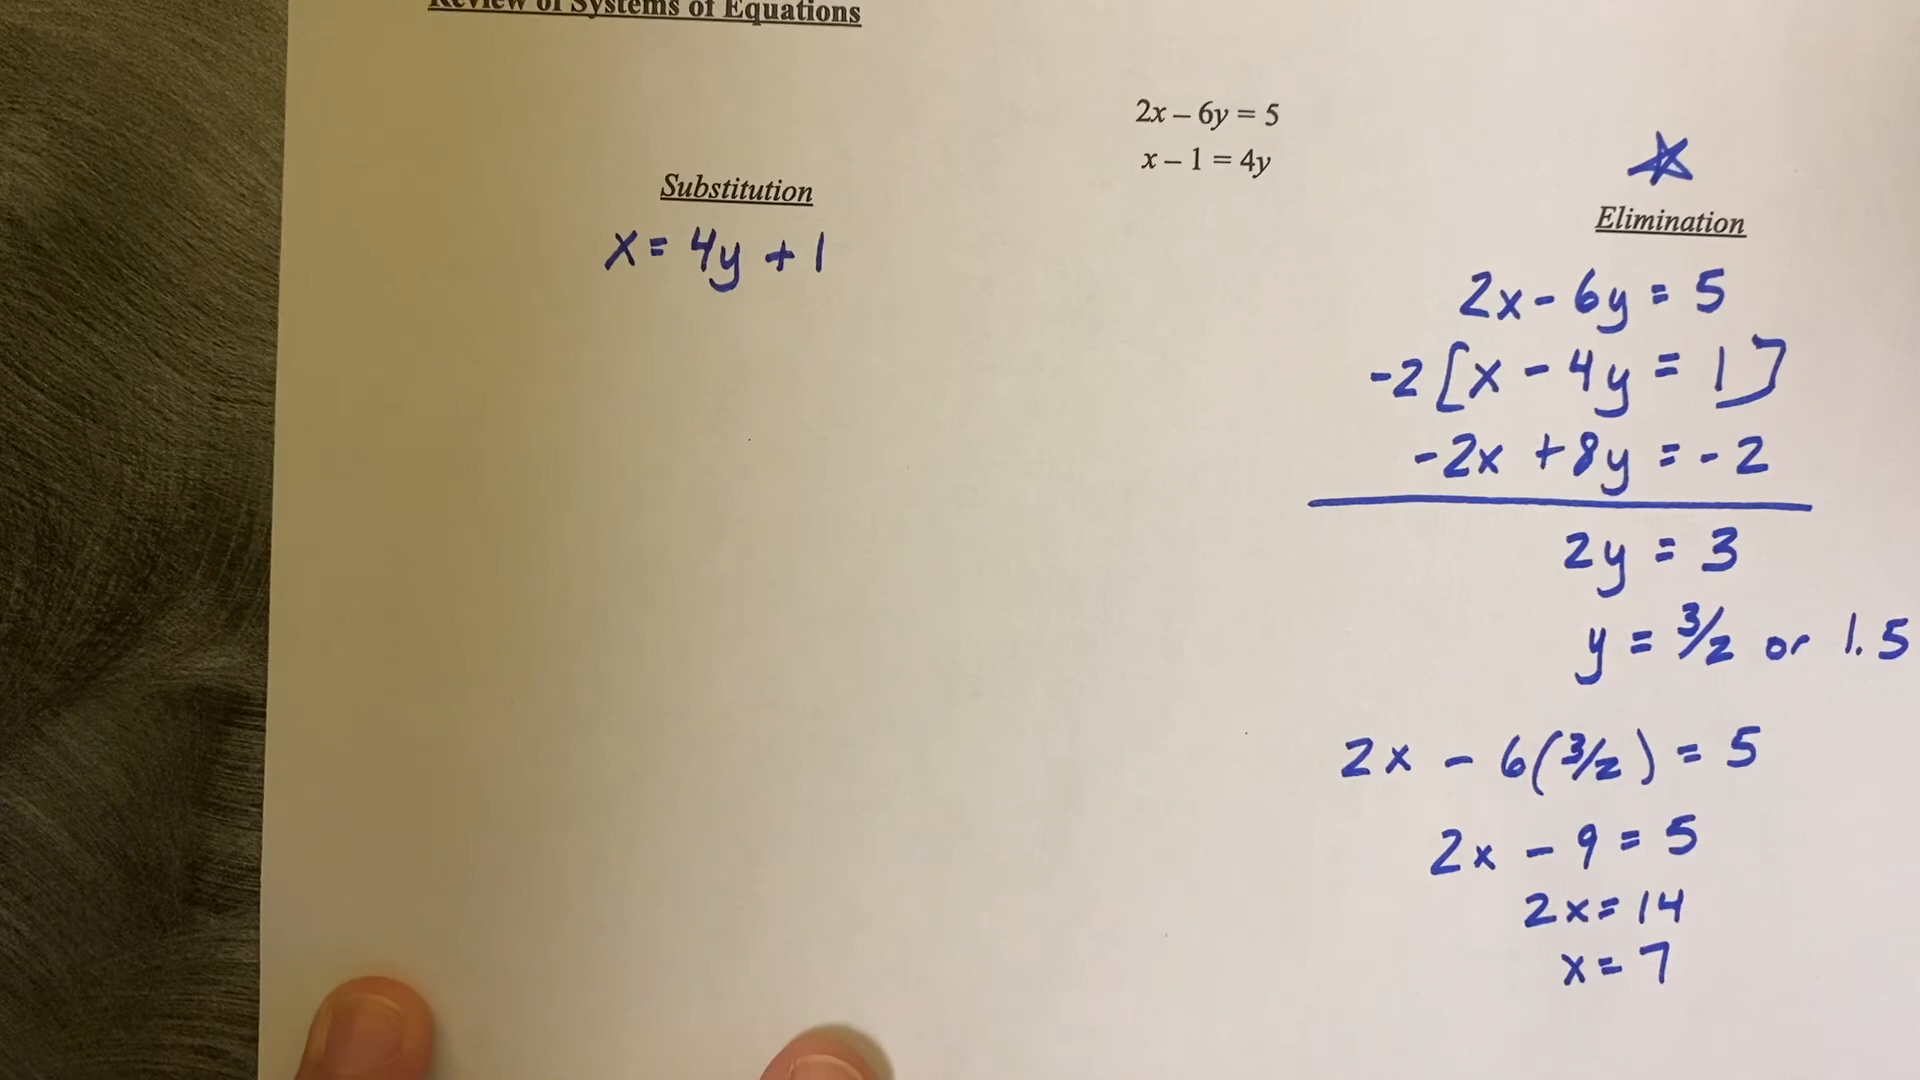 Review of Systems of Equations
2x – 6y = 5
x – 1 = 4y
Substitution
x = 4y + 1
Elimination
2x - 6y = 5
-2[x - 4y = 1]
-2x + 8y = -2
2y = 3
y = 3/2 or 1.5
2x - 6(3/2) = 5
2x - 9 = 5
2x = 14
x = 7